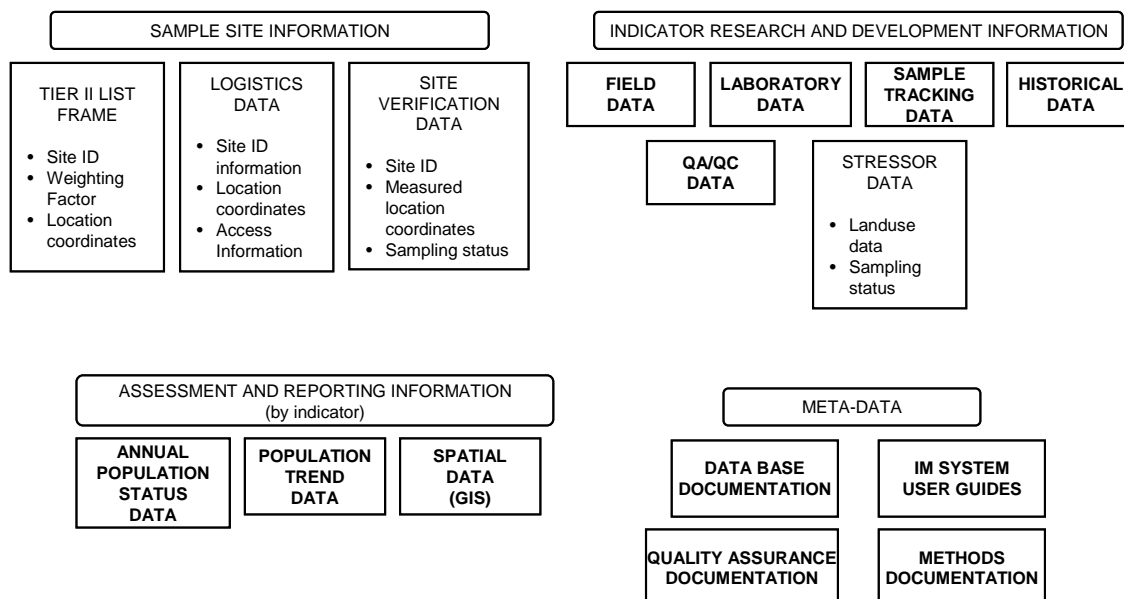 SAMPLE SITE INFORMATION
TIER II LIST
FRAME
• Site ID
• Weighting
Factor
• Location
coordinates
LOGISTICS
DATA
• Site ID
information
• Location
coordinates
• Access
Information
SITE
VERIFICATION
DATA
• Site ID
• Measured
location
coordinates
• Sampling status
INDICATOR RESEARCH AND DEVELOPMENT INFORMATION
FIELD
DATA
LABORATORY
DATA
SAMPLE
TRACKING
DATA
HISTORICAL
DATA
QA/QC
DATA
STRESSOR
DATA
• Landuse
data
• Sampling
status
ASSESSMENT AND REPORTING INFORMATION
(by indicator)
ANNUAL
POPULATION
STATUS
DATA
POPULATION
TREND
DATA
SPATIAL
DATA
(GIS)
META-DATA
DATA BASE
DOCUMENTATION
IM SYSTEM
USER GUIDES
QUALITY ASSURANCE
DOCUMENTATION
METHODS
DOCUMENTATION